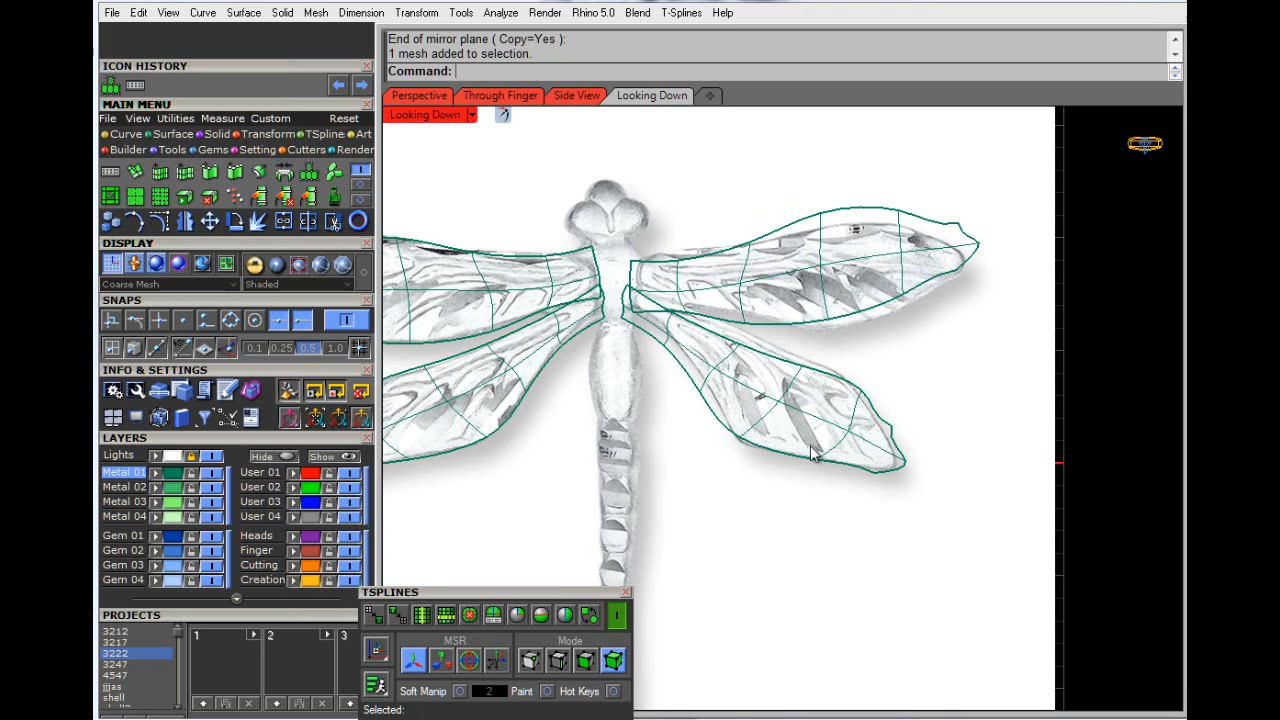 File Edit View Curve Surface Solid Mesh Dimension Transform Tools Analyze Render Rhino 5.0 Blend T-Splines Help
End of mirror plane ( Copy=Yes ):
1 mesh added to selection.
Command:
Perspective Through Finger Side View Looking Down
Looking Down
ICON HISTORY
MAIN MENU
File View Utilities Measure Custom Reset
Curve Surface Solid Transform TSpline Art
Builder Tools Gems Setting Cutters Render
DISPLAY
Coarse Mesh Shaded
SNAPS
0.1 0.25 0.5 1.0
INFO & SETTINGS
LAYERS
Lights Hide Show
Metal 01 User 01
Metal 02 User 02
Metal 03 User 03
Metal 04 User 04
Gem 01 Heads
Gem 02 Finger
Gem 03 Cutting
Gem 04 Creation
PROJECTS
3212
3217
3222
3247
4547
jjjas
shell
1 2 3
TSPLINES
MSR Mode
Soft Manip 2 Paint Hot Keys
Selected: